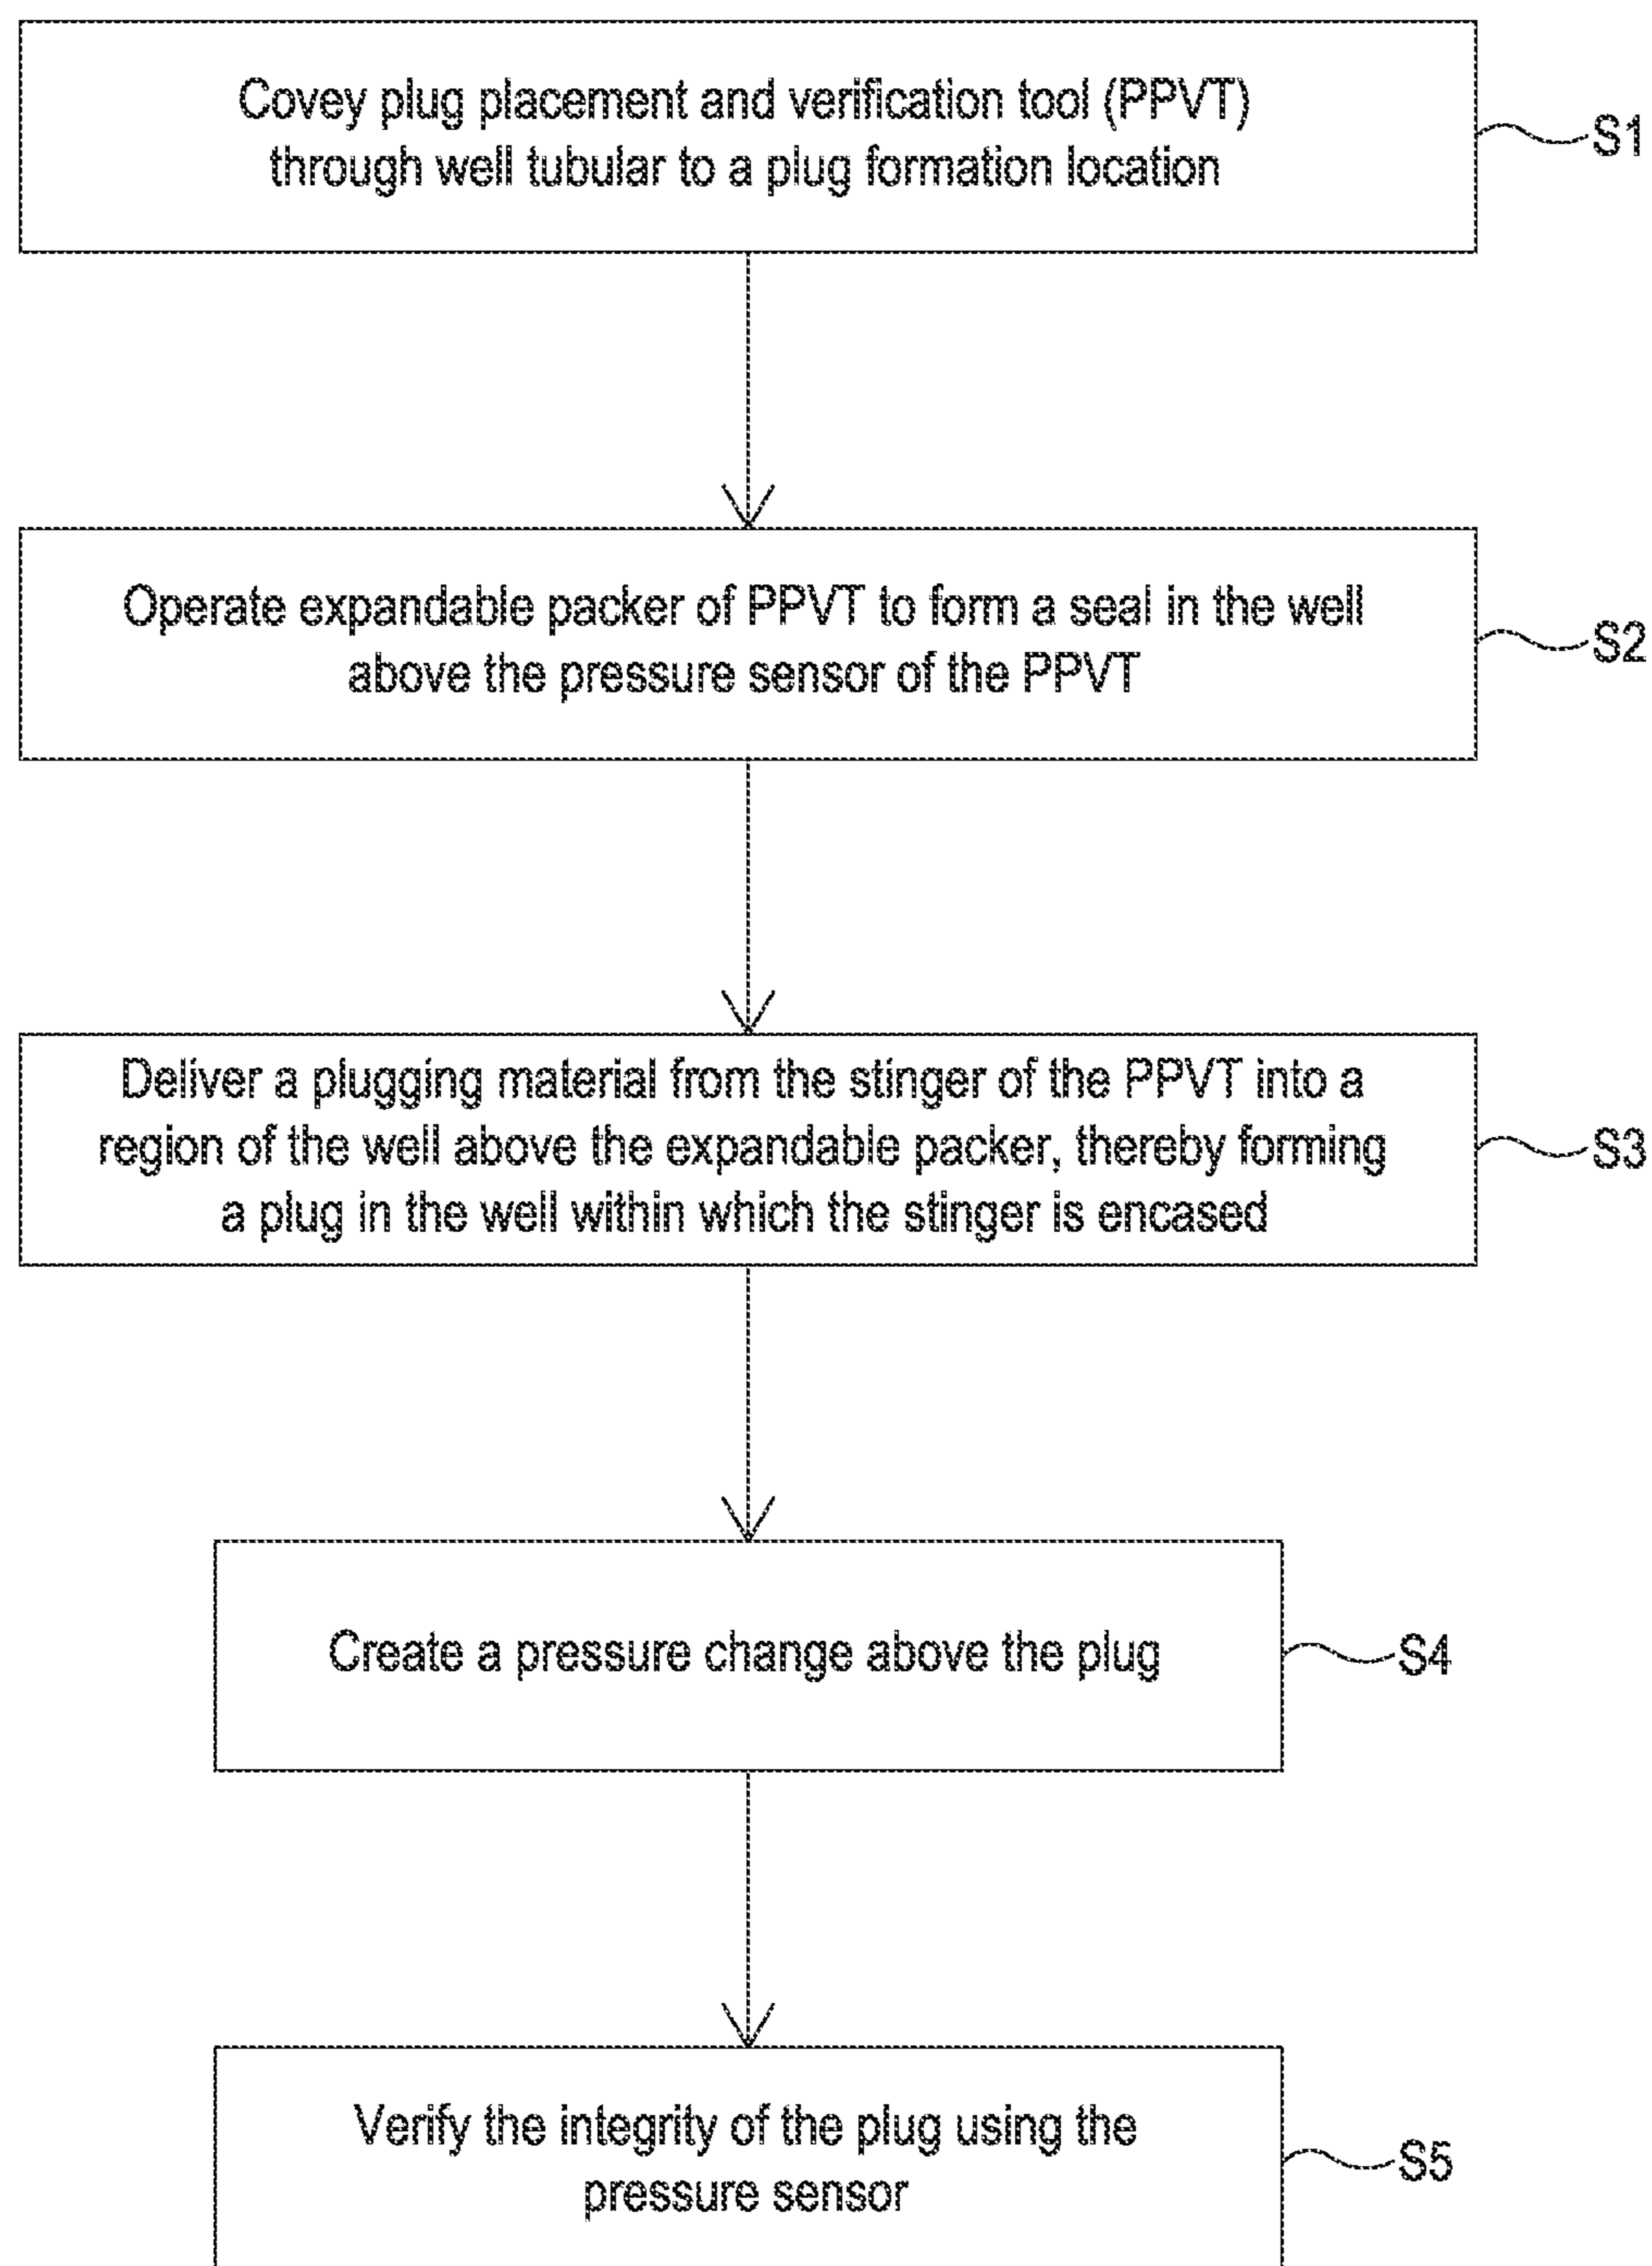 Covey plug placement and verification tool (PPVT)
through well tubular to a plug formation location
S1
Operate expandable packer of PPVT to form a seal in the well
above the pressure sensor of the PPVT
S2
Deliver a plugging material from the stinger of the PPVT into a
region of the well above the expandable packer, thereby forming
a plug in the well within which the stinger is encased
S3
Create a pressure change above the plug
S4
Verify the integrity of the plug using the
pressure sensor
S5